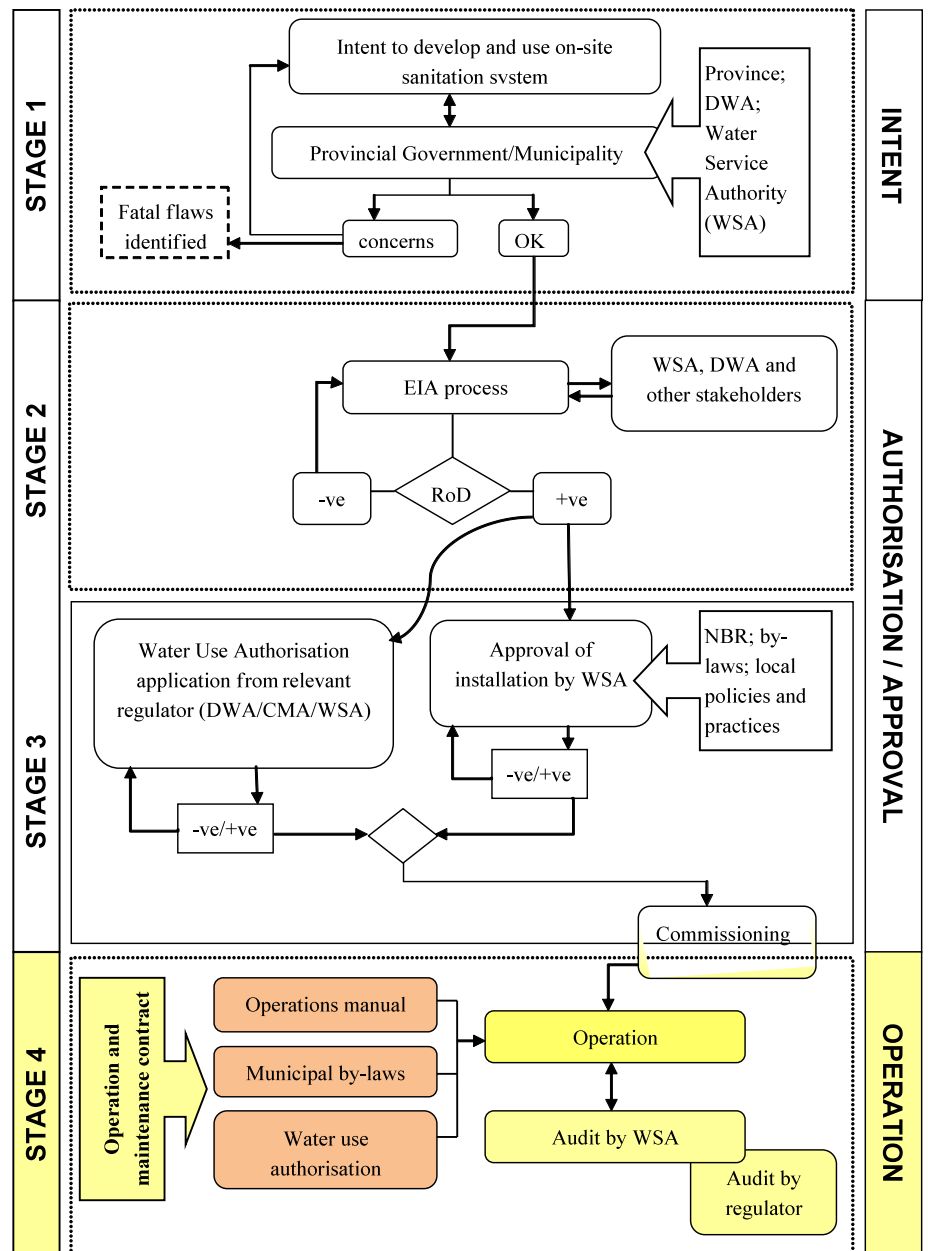 STAGE 1
Intent to develop and use on-site
sanitation system
Provincial Government/Municipality
Province;
DWA;
Water
Service
Authority
(WSA)
INTENT
Fatal flaws
identified
concerns
OK
STAGE 2
EIA process
WSA, DWA and
other stakeholders
-ve
RoD
+ve
AUTHORISATION / APPROVAL
STAGE 3
Water Use Authorisation
application from relevant
regulator (DWA/CMA/WSA)
Approval of
installation by WSA
NBR; by-
laws; local
policies and
practices
-ve/+ve
-ve/+ve
Commissioning
STAGE 4
Operation and
maintenance contract
Operations manual
Municipal by-laws
Water use
authorisation
Operation
Audit by WSA
Audit by
regulator
OPERATION